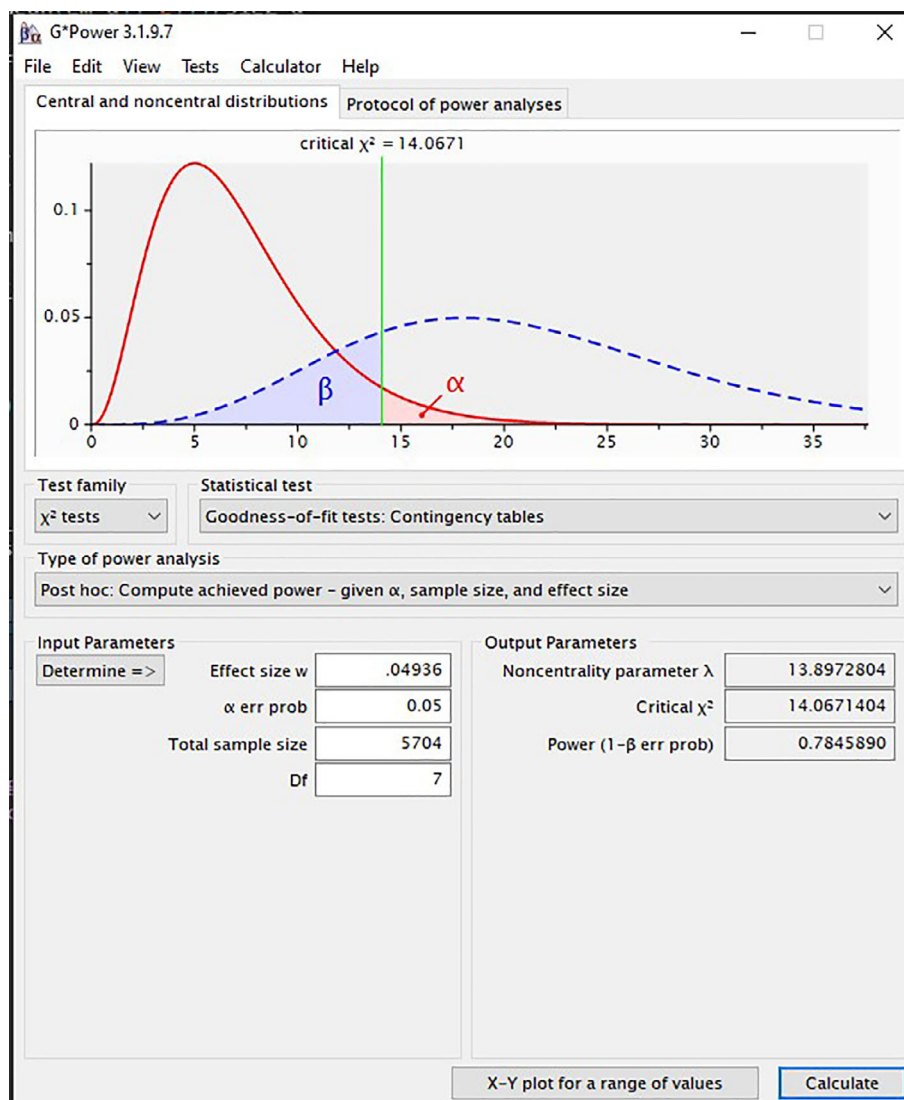 G*Power 3.1.9.7
File Edit View Tests Calculator Help
Central and noncentral distributions Protocol of power analyses
critical χ² = 14.0671
0.1
0.05
0
β
α
0 5 10 15 20 25 30 35
Test family Statistical test
χ² tests Goodness-of-fit tests: Contingency tables
Type of power analysis
Post hoc: Compute achieved power – given α, sample size, and effect size
Input Parameters Output Parameters
Determine => Effect size w .04936 Noncentrality parameter λ 13.8972804
α err prob 0.05 Critical χ² 14.0671404
Total sample size 5704 Power (1-β err prob) 0.7845890
Df 7
X-Y plot for a range of values Calculate